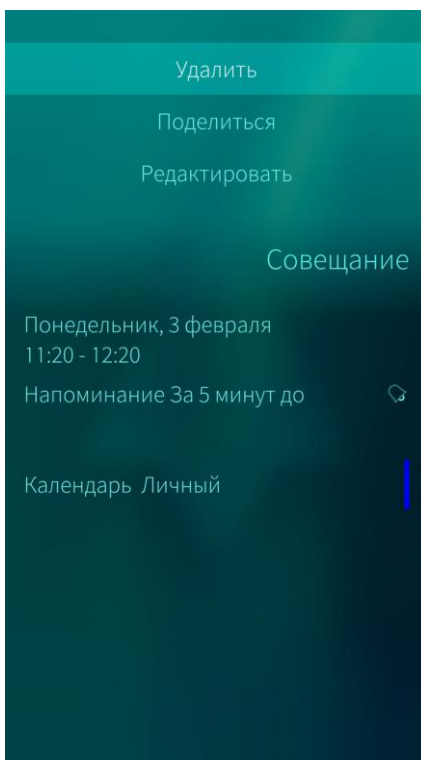 Удалить
Поделиться
Редактировать
Совещание
Понедельник, 3 февраля
11:20 - 12:20
Напоминание За 5 минут до
Календарь Личный